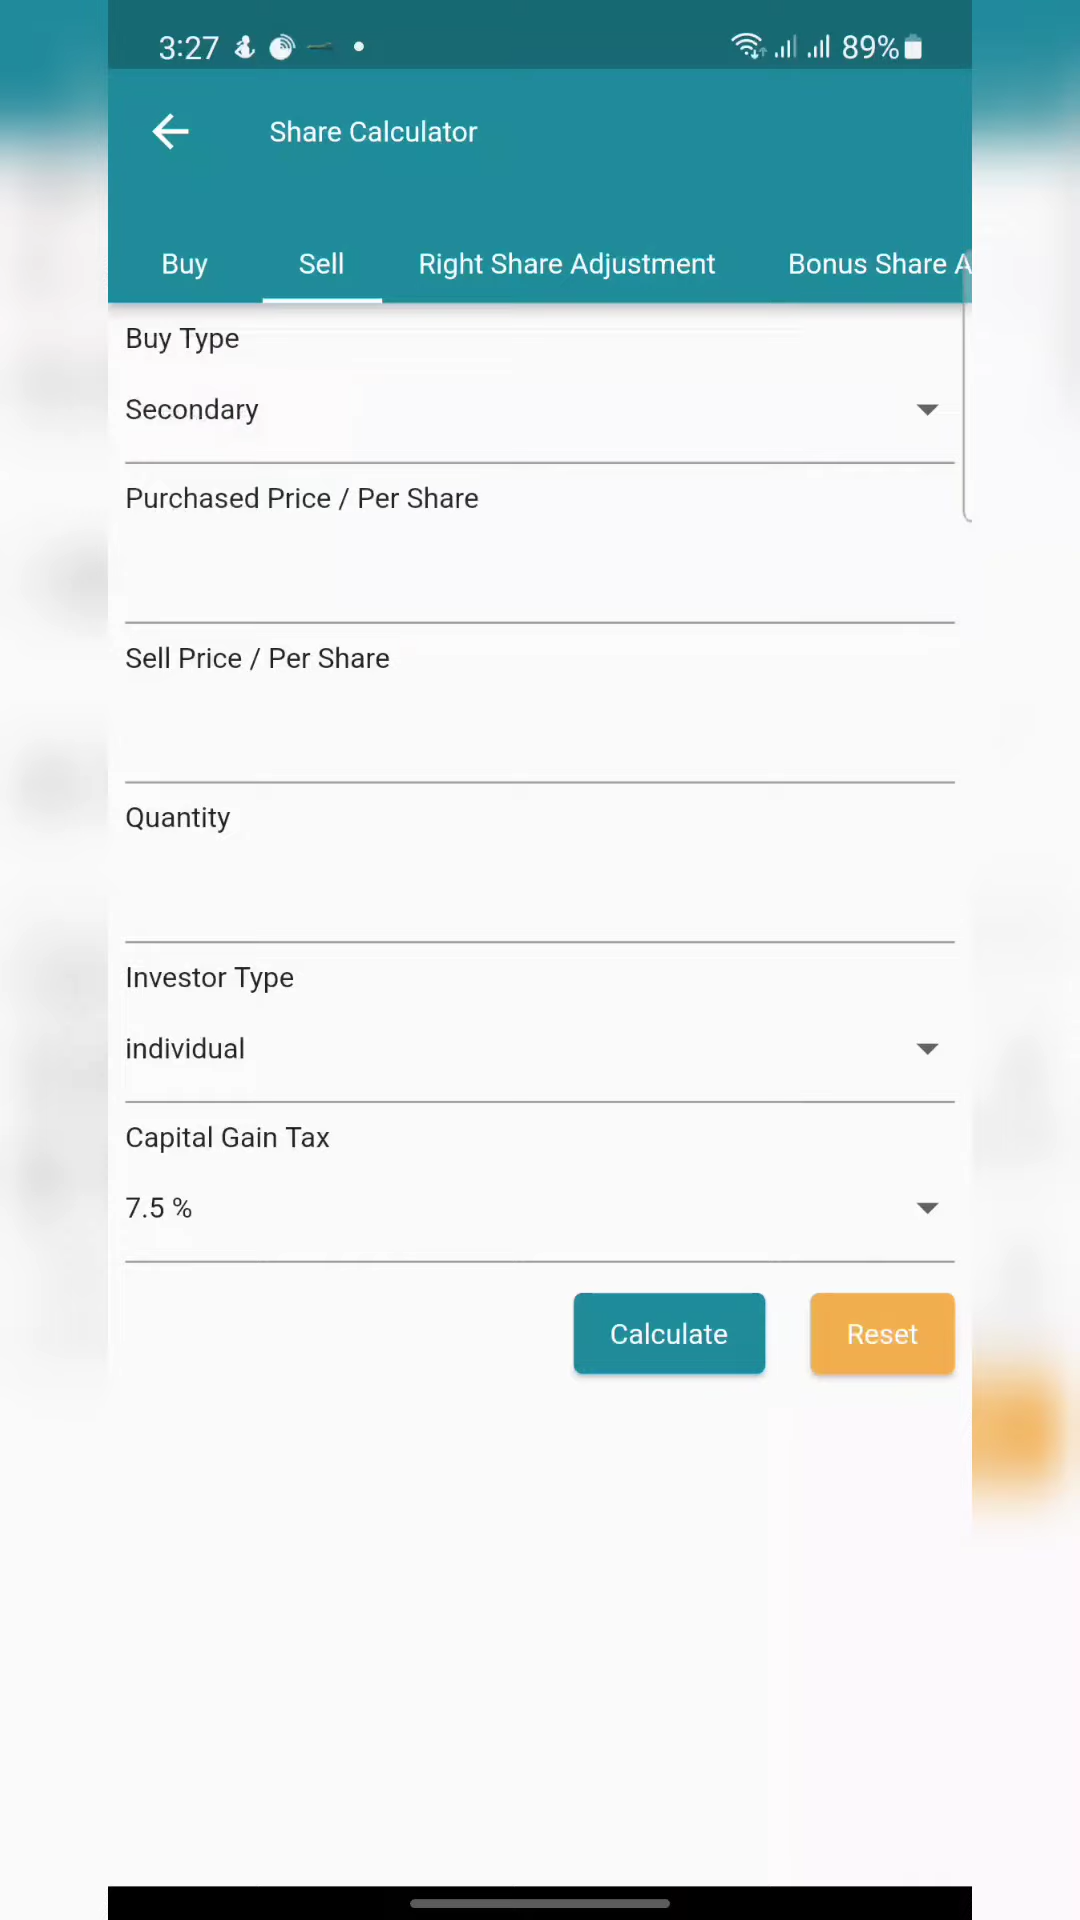 3:27 89%
Share Calculator
Buy Sell Right Share Adjustment Bonus Share A
Buy Type
Secondary
Purchased Price / Per Share
Sell Price / Per Share
Quantity
Investor Type
individual
Capital Gain Tax
7.5 %
Calculate Reset